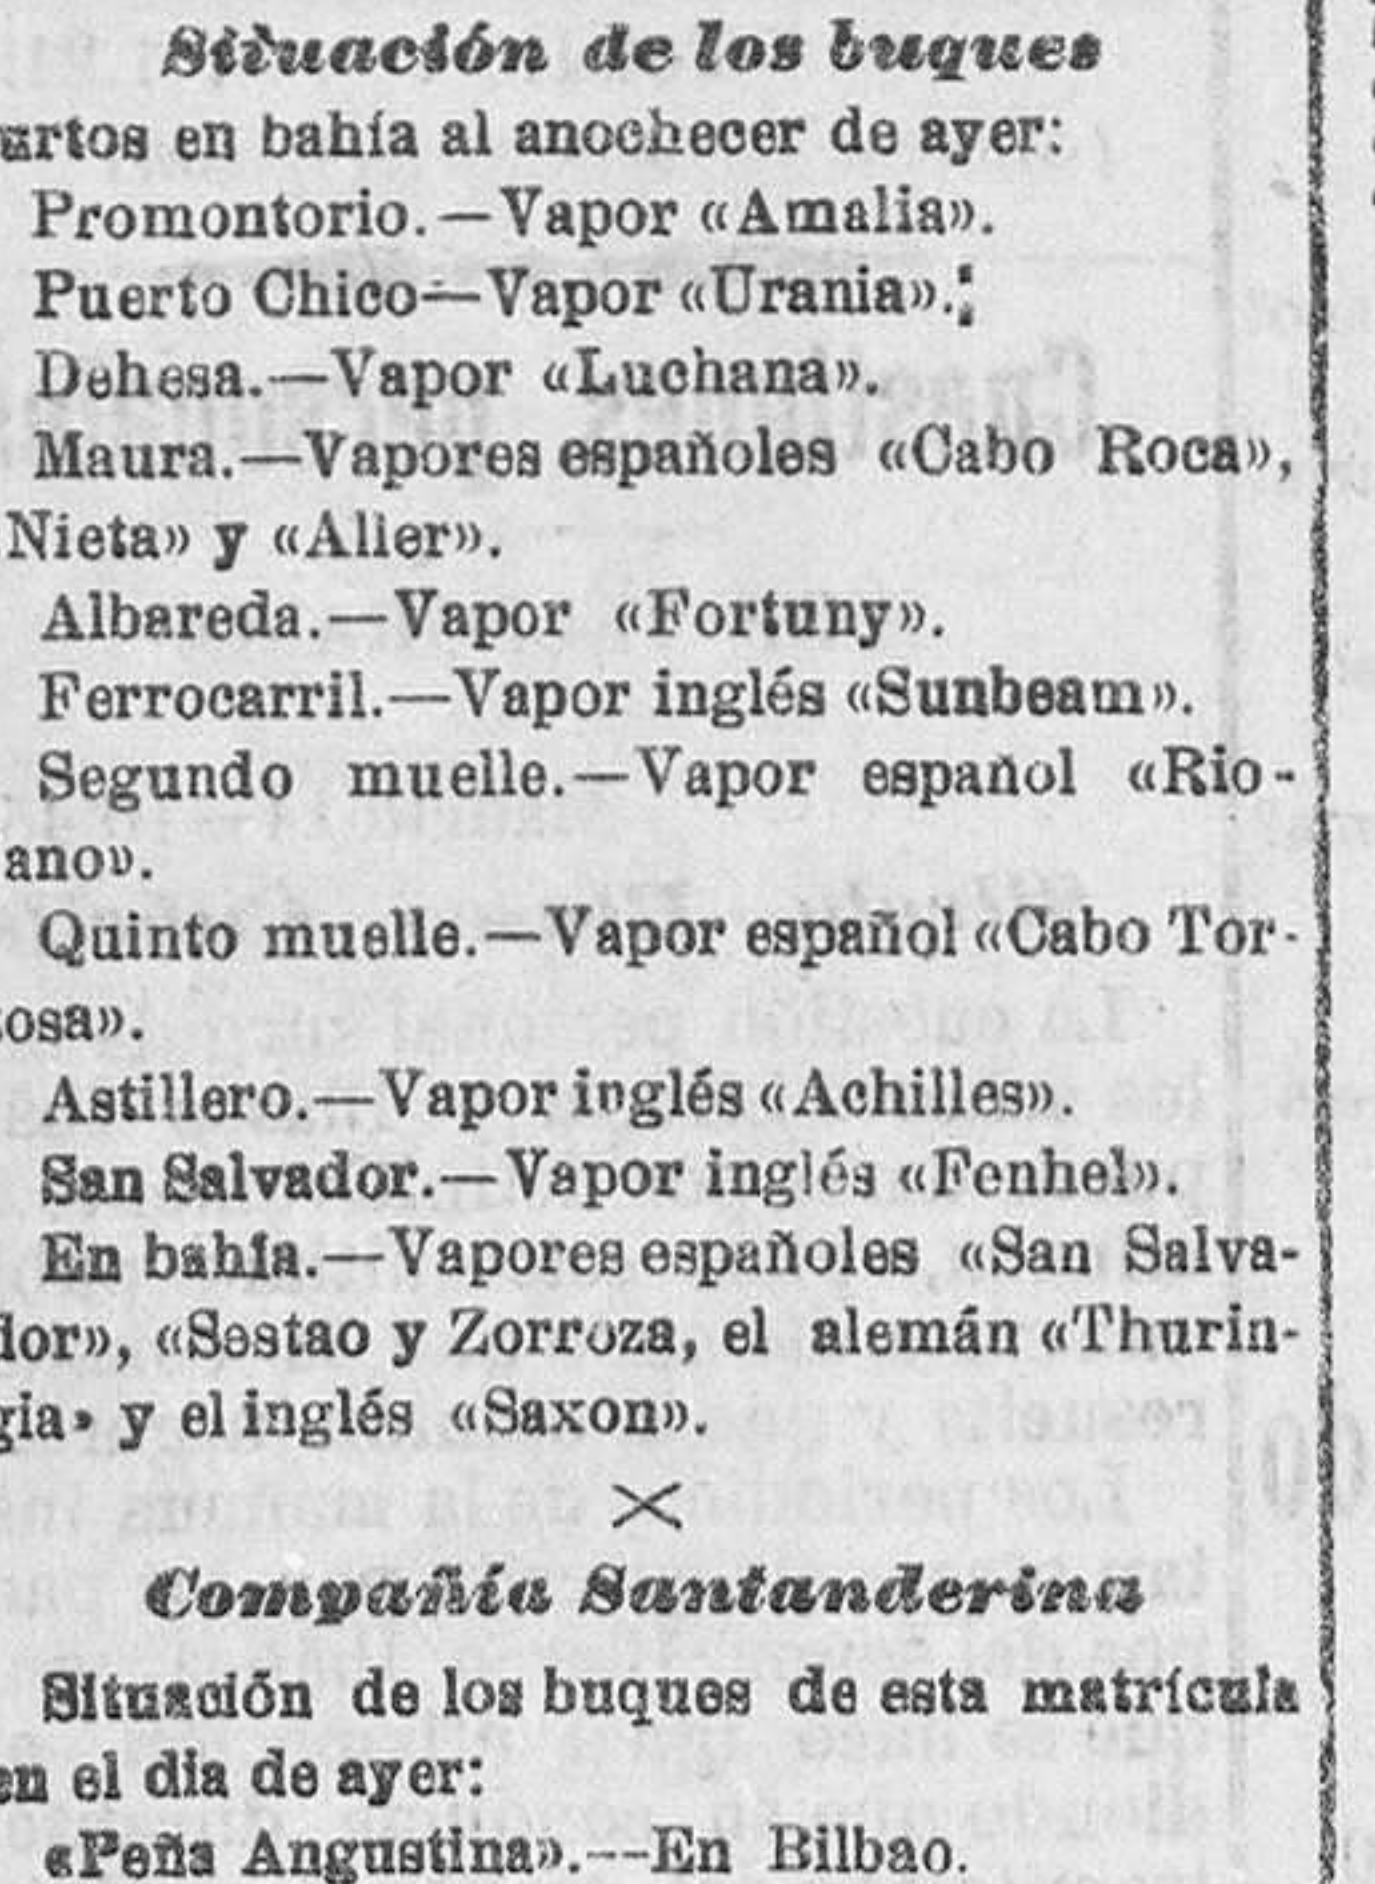 Situación de los buques
urtos en bahía al anochecer de ayer:
Promontorio.—Vapor «Amalia».
Puerto Chico—Vapor «Urania».
Dehesa.—Vapor «Luchana».
Maura.—Vapores españoles «Cabo Roca»,
Nieta» y «Aller».
Albareda.—Vapor «Fortuny».
Ferrocarril.—Vapor inglés «Sunbeam».
Segundo muelle.—Vapor español «Rio-
ano».
Quinto muelle.—Vapor español «Cabo Tor-
tosa».
Astillero.—Vapor inglés «Achilles».
San Salvador.—Vapor inglés «Fenhel».
En bahía.—Vapores españoles «San Salva-
dor», «Sestao y Zorroza, el alemán «Thurin-
gia» y el inglés «Saxon».
Compañía Santanderina
Situación de los buques de esta matrícula
en el dia de ayer:
«Peña Angustina».--En Bilbao.